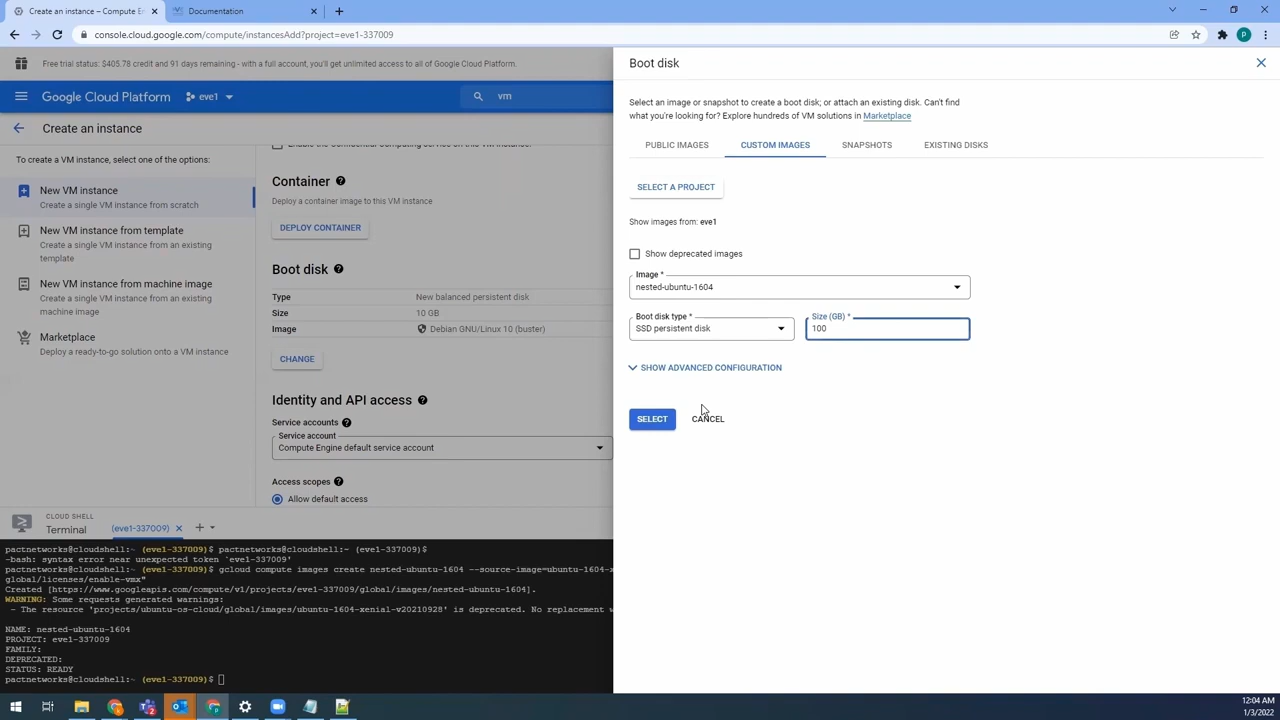 Compute Engine – Compute E
Documentation
console.cloud.google.com/compute/instancesAdd?project=eve1-337009
P
Free trial status: $405.78 credit and 91 days remaining - with a full account, you'll get unlimited access to all of Google Cloud Platform.
Google Cloud Platform
eve1
vm
Create an instance
To create a VM instance, select one of the options:
New VM instance
Create a single VM instance from scratch
New VM instance from template
Create a single VM instance from an existing
template
New VM instance from machine image
Create a single VM instance from an existing
machine image
Marketplace
Deploy a ready-to-go solution onto a VM instance
Enable the Confidential Computing service on this VM instance.
Container
Deploy a container image to this VM instance
DEPLOY CONTAINER
Boot disk
Type New balanced persistent disk
Size 10 GB
Image Debian GNU/Linux 10 (buster)
CHANGE
Identity and API access
Service accounts
Service account
Compute Engine default service account
Access scopes
Allow default access
Boot disk
Select an image or snapshot to create a boot disk; or attach an existing disk. Can't find
what you're looking for? Explore hundreds of VM solutions in Marketplace
PUBLIC IMAGES CUSTOM IMAGES SNAPSHOTS EXISTING DISKS
SELECT A PROJECT
Show images from: eve1
Show deprecated images
Image *
nested-ubuntu-1604
Boot disk type * Size (GB) *
SSD persistent disk 100
SHOW ADVANCED CONFIGURATION
SELECT CANCEL
CLOUD SHELL
Terminal (eve1-337009)
pactnetworks@cloudshell:~ (eve1-337009)$ pactnetworks@cloudshell:~ (eve1-337009)$
-bash: syntax error near unexpected token `eve1-337009'
pactnetworks@cloudshell:~ (eve1-337009)$ gcloud compute images create nested-ubuntu-1604 --source-image=ubuntu-1604-x
global/licenses/enable-vmx"
Created [https://www.googleapis.com/compute/v1/projects/eve1-337009/global/images/nested-ubuntu-1604].
WARNING: Some requests generated warnings:
- The resource 'projects/ubuntu-os-cloud/global/images/ubuntu-1604-xenial-v20210928' is deprecated. No replacement w
NAME: nested-ubuntu-1604
PROJECT: eve1-337009
FAMILY:
DEPRECATED:
STATUS: READY
pactnetworks@cloudshell:~ (eve1-337009)$
12:04 AM
1/3/2022